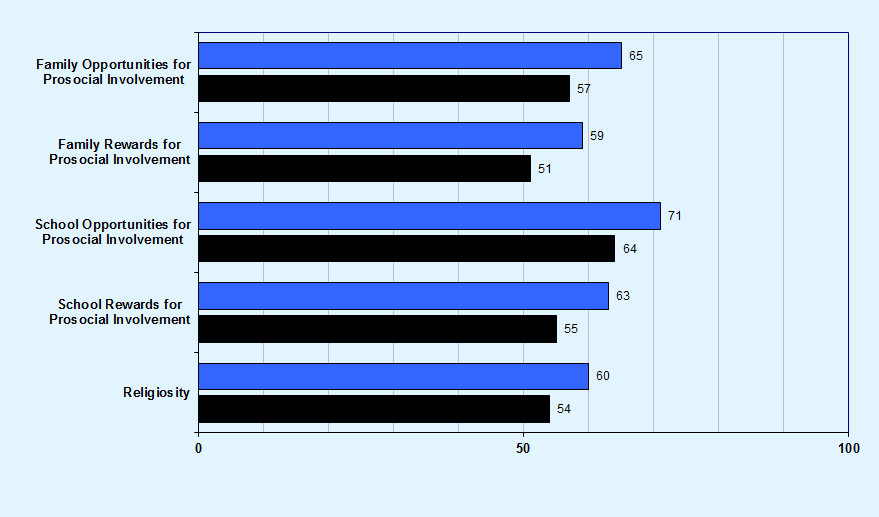 Family Opportunities for
Prosocial Involvement
65
57
Family Rewards for
Prosocial Involvement
59
51
School Opportunities for
Prosocial Involvement
71
64
School Rewards for
Prosocial Involvement
63
55
Religiosity
60
54
0
50
100